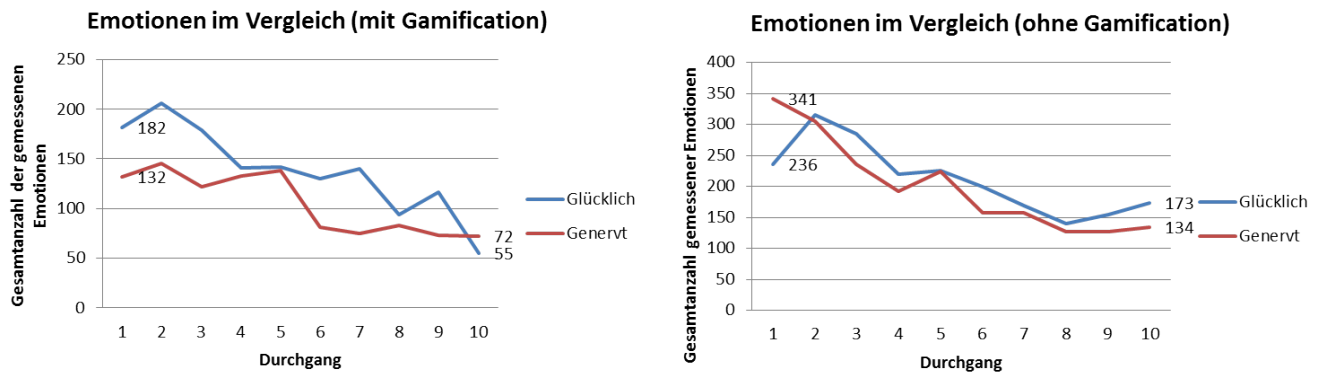 Emotionen im Vergleich (mit Gamification)
Gesamtanzahl der gemessenen
Emotionen
250
200
150
100
50
0
182
132
72
55
1 2 3 4 5 6 7 8 9 10
Durchgang
Glücklich
Genervt
Emotionen im Vergleich (ohne Gamification)
Gesamtanzahl gemessener Emotionen
400
350
300
250
200
150
100
50
0
341
236
173
134
1 2 3 4 5 6 7 8 9 10
Durchgang
Glücklich
Genervt